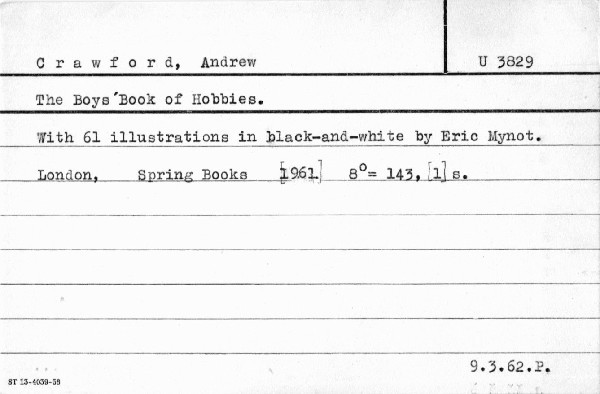 C r a w f o r d, Andrew
U 3829
The Boys´Book of Hobbies.
With 61 illustrations in black-and-white by Eric Mynot.
London, Spring Books [1961] 8°= 143, [1] s.
9.3.62.P.
ST 13-4039-58